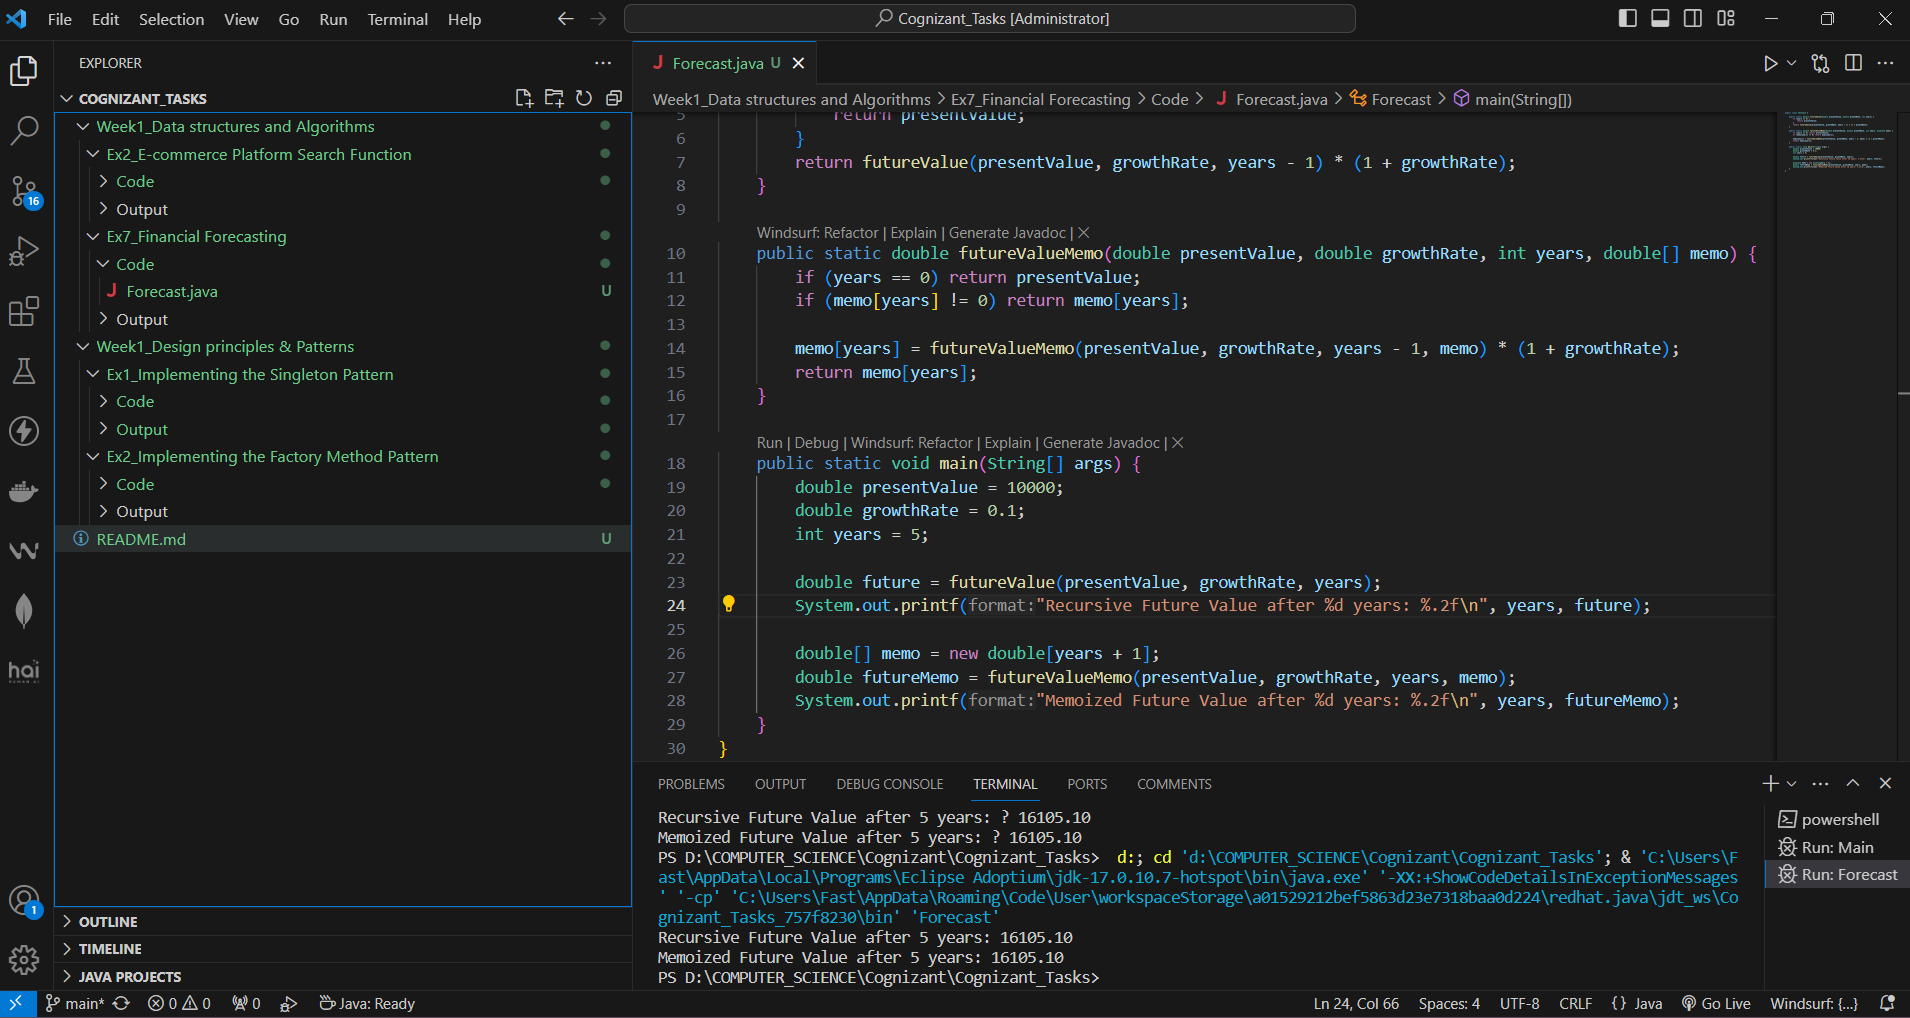 File Edit Selection View Go Run Terminal Help
Cognizant_Tasks [Administrator]
EXPLORER
COGNIZANT_TASKS
Week1_Data structures and Algorithms
Ex2_E-commerce Platform Search Function
Code
Output
Ex7_Financial Forecasting
Code
J Forecast.java U
Output
Week1_Design principles & Patterns
Ex1_Implementing the Singleton Pattern
Code
Output
Ex2_Implementing the Factory Method Pattern
Code
Output
README.md U
16
hai
1
OUTLINE
TIMELINE
JAVA PROJECTS
J Forecast.java U
Week1_Data structures and Algorithms > Ex7_Financial Forecasting > Code > J Forecast.java > Forecast > main(String[])
5 return presentValue;
6 }
7 return futureValue(presentValue, growthRate, years - 1) * (1 + growthRate);
8 }
9
Windsurf: Refactor | Explain | Generate Javadoc | X
10 public static double futureValueMemo(double presentValue, double growthRate, int years, double[] memo) {
11 if (years == 0) return presentValue;
12 if (memo[years] != 0) return memo[years];
13
14 memo[years] = futureValueMemo(presentValue, growthRate, years - 1, memo) * (1 + growthRate);
15 return memo[years];
16 }
17
Run | Debug | Windsurf: Refactor | Explain | Generate Javadoc | X
18 public static void main(String[] args) {
19 double presentValue = 10000;
20 double growthRate = 0.1;
21 int years = 5;
22
23 double future = futureValue(presentValue, growthRate, years);
24 System.out.printf(format:"Recursive Future Value after %d years: %.2f\n", years, future);
25
26 double[] memo = new double[years + 1];
27 double futureMemo = futureValueMemo(presentValue, growthRate, years, memo);
28 System.out.printf(format:"Memoized Future Value after %d years: %.2f\n", years, futureMemo);
29 }
30 }
PROBLEMS OUTPUT DEBUG CONSOLE TERMINAL PORTS COMMENTS
Recursive Future Value after 5 years: ? 16105.10
Memoized Future Value after 5 years: ? 16105.10
PS D:\COMPUTER_SCIENCE\Cognizant\Cognizant_Tasks> d:; cd 'd:\COMPUTER_SCIENCE\Cognizant\Cognizant_Tasks'; & 'C:\Users\F
ast\AppData\Local\Programs\Eclipse Adoptium\jdk-17.0.10.7-hotspot\bin\java.exe' '-XX:+ShowCodeDetailsInExceptionMessages
' '-cp' 'C:\Users\Fast\AppData\Roaming\Code\User\workspaceStorage\a01529212bef5863d23e7318baa0d224\redhat.java\jdt_ws\Co
gnizant_Tasks_757f8230\bin' 'Forecast'
Recursive Future Value after 5 years: 16105.10
Memoized Future Value after 5 years: 16105.10
PS D:\COMPUTER_SCIENCE\Cognizant\Cognizant_Tasks>
powershell
Run: Main
Run: Forecast
main* 0 0 0 Java: Ready
Ln 24, Col 66 Spaces: 4 UTF-8 CRLF {} Java Go Live Windsurf: {...}